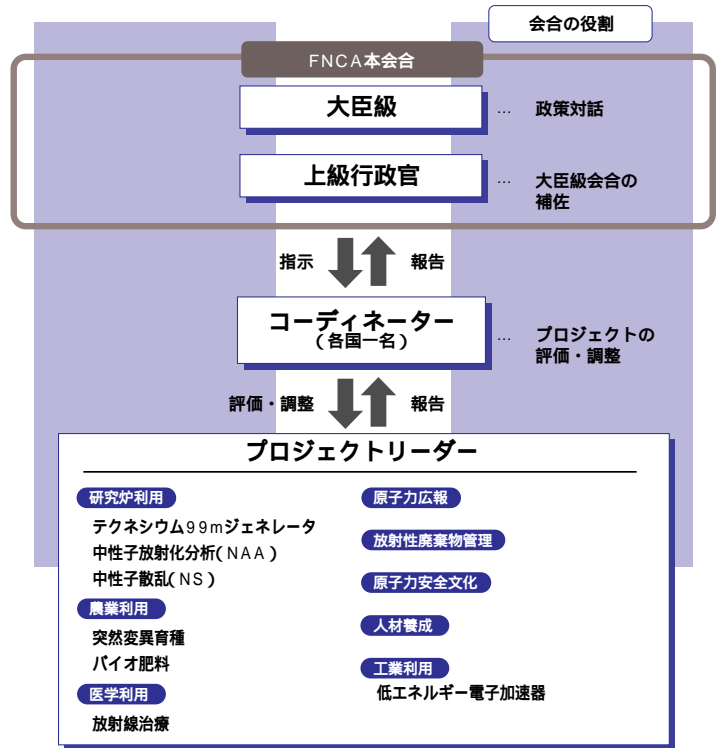 会合の役割
FNCA本会合
大臣級
… 政策対話
上級行政官
… 大臣級会合の
補佐
指示 報告
コーディネーター
(各国一名)
… プロジェクトの
評価・調整
評価・調整 報告
プロジェクトリーダー
研究炉利用
テクネシウム99mジェネレータ
中性子放射化分析(NAA)
中性子散乱(NS)
農業利用
突然変異育種
バイオ肥料
医学利用
放射線治療
原子力広報
放射性廃棄物管理
原子力安全文化
人材養成
工業利用
低エネルギー電子加速器